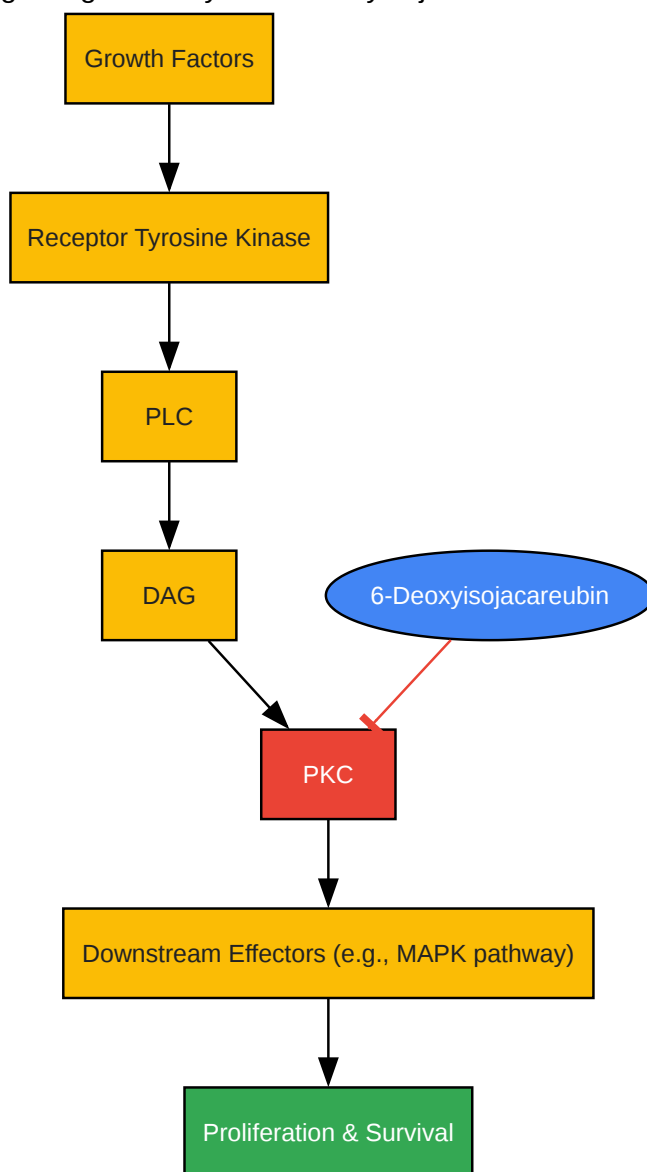 Growth Factors
Receptor Tyrosine Kinase
PLC
DAG
6-Deoxyisojacareubin
PKC
Downstream Effectors (e.g., MAPK pathway)
Proliferation & Survival